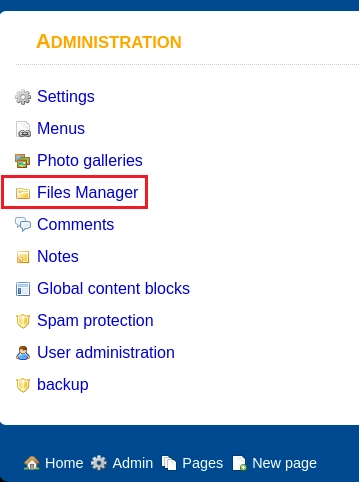 ADMINISTRATION
Settings
Menus
Photo galleries
Files Manager
Comments
Notes
Global content blocks
Spam protection
User administration
backup
Home Admin Pages New page